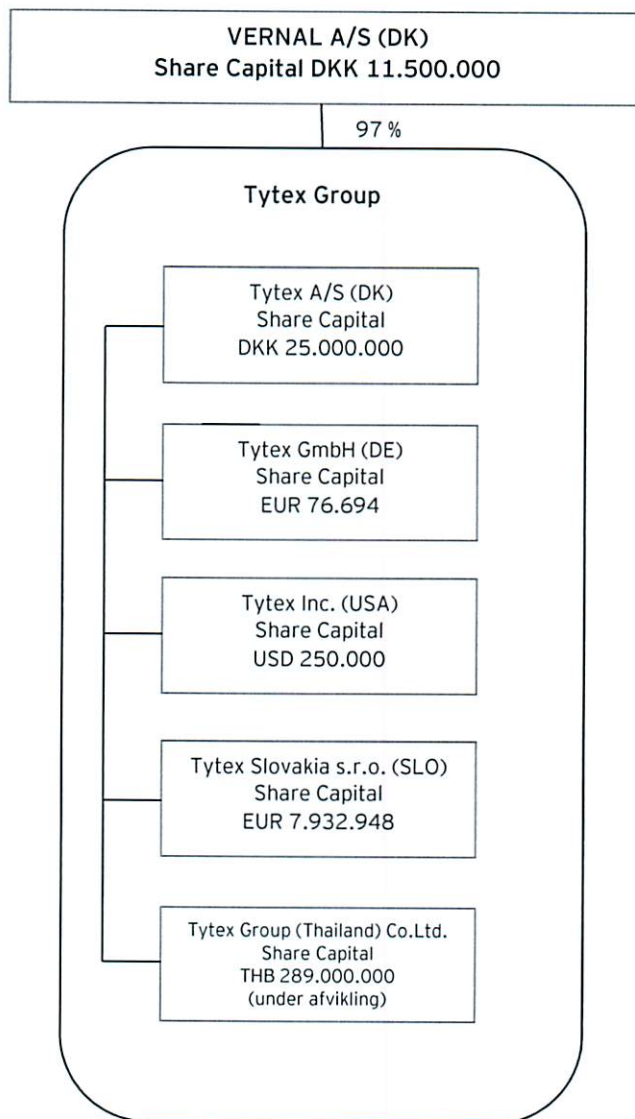 VERNAL A/S (DK)
Share Capital DKK 11.500.000
97 %
Tytex Group
Tytex A/S (DK)
Share Capital
DKK 25.000.000
Tytex GmbH (DE)
Share Capital
EUR 76.694
Tytex Inc. (USA)
Share Capital
USD 250.000
Tytex Slovakia s.r.o. (SLO)
Share Capital
EUR 7.932.948
Tytex Group (Thailand) Co.Ltd.
Share Capital
THB 289.000.000
(under afvikling)